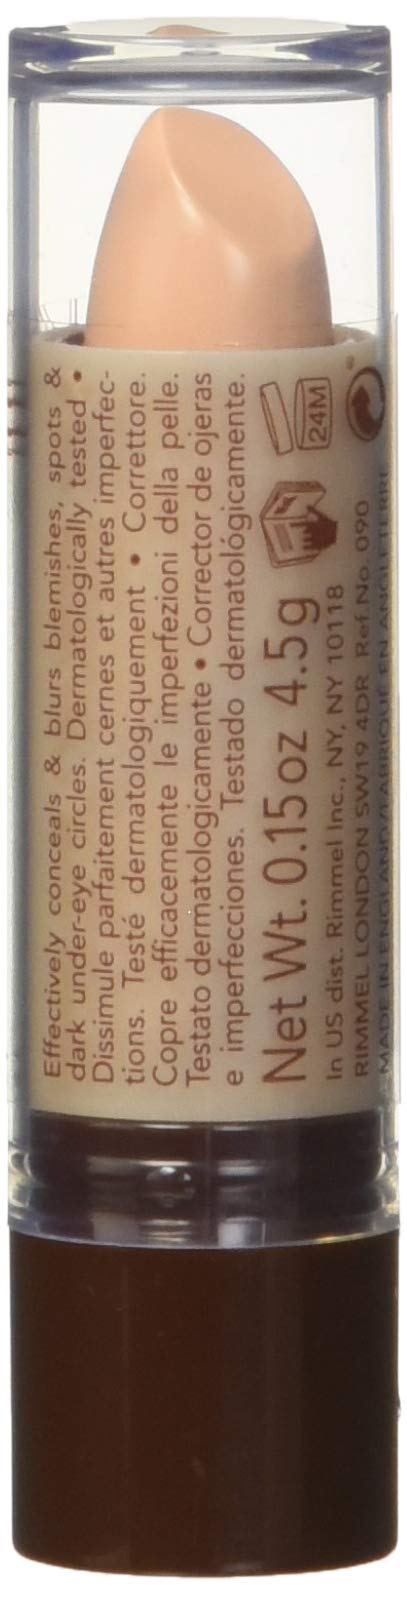 Effectively conceals & blurs blemishes, spots &
dark under-eye circles. Dermatologically tested •
Dissimule parfaitement cernes et autres imperfec-
tions. Testé dermatologiquement • Correttore.
Copre efficacemente le imperfezioni della pelle.
Testato dermatologicamente • Corrector de ojeras
e imperfecciones. Testado dermatológicamente.
Net Wt. 0.15 oz 4.5 g
24M
In US dist. Rimmel Inc., NY, NY 10118
RIMMEL LONDON SW19 4DR Ref.No. 090
MADE IN ENGLAND/FABRIQUÉ EN ANGLETERRE